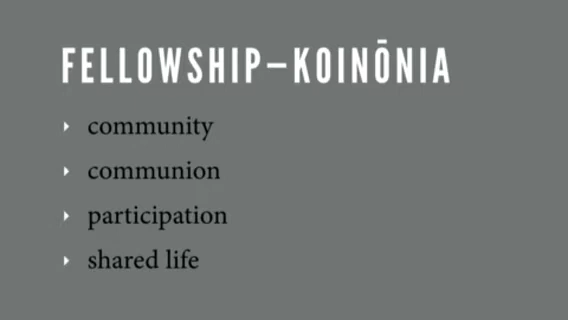 FELLOWSHIP–KOINŌNIA
community
communion
participation
shared life